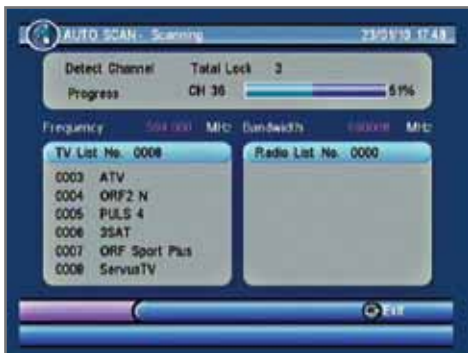 AUTO SCAN - Scanning 23/01/10 17:48
Detect Channel Total Lock 3
Progress CH 36 51%
Frequency 594.000 MHz Bandwidth MHz
TV List No. 0008 Radio List No. 0000
0003 ATV
0004 ORF2 N
0005 PULS 4
0006 3SAT
0007 ORF Sport Plus
0008 ServusTV
Exit